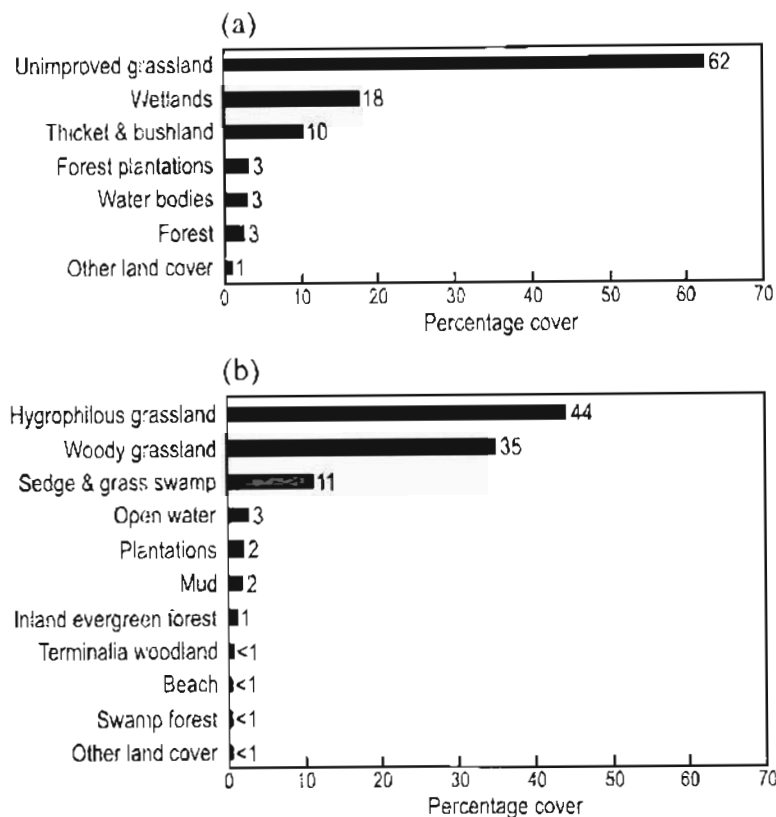 (a)
Unimproved grassland 62
Wetlands 18
Thicket & bushland 10
Forest plantations 3
Water bodies 3
Forest 3
Other land cover 1
0 10 20 30 40 50 60 70
Percentage cover
(b)
Hygrophilous grassland 44
Woody grassland 35
Sedge & grass swamp 11
Open water 3
Plantations 2
Mud 2
Inland evergreen forest 1
Terminalia woodland <1
Beach <1
Swamp forest <1
Other land cover <1
0 10 20 30 40 50 60 70
Percentage cover